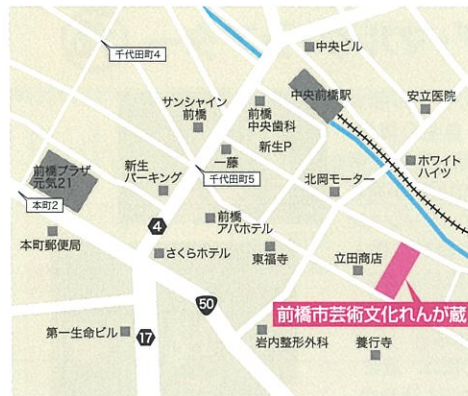 中央ビル
千代田町4
中央前橋駅
安立医院
サンシャイン
前橋
前橋
中央歯科
一藤
新生P
ホワイト
ハイツ
前橋プラザ
元気21
新生
パーキング
千代田町5
北岡モーター
本町2
4
前橋
アパホテル
本町郵便局
さくらホテル
東福寺
立田商店
50
前橋市芸術文化れんが蔵
第一生命ビル
17
岩内整形外科
養行寺